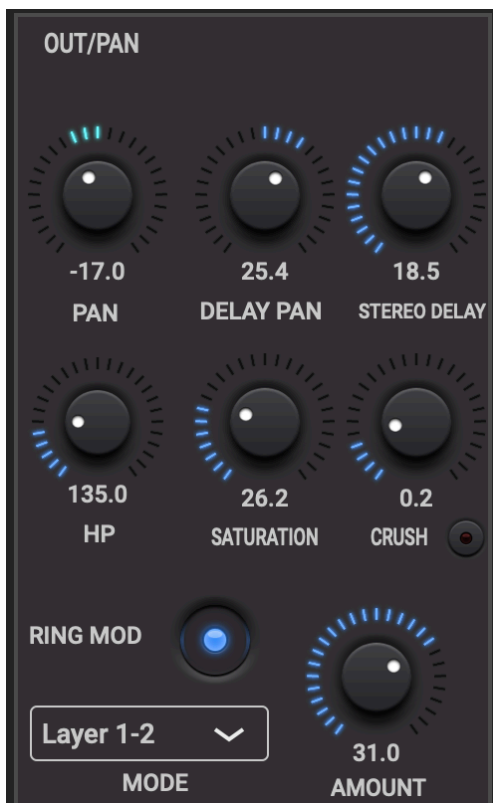 OUT/PAN
-17.0 25.4 18.5
PAN DELAY PAN STEREO DELAY
135.0 26.2 0.2
HP SATURATION CRUSH
RING MOD
Layer 1-2
31.0
MODE AMOUNT